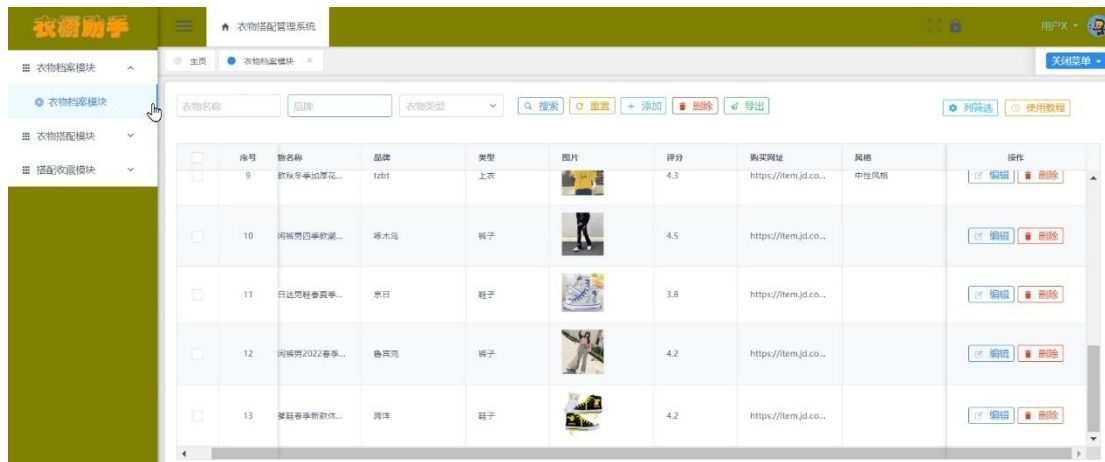 衣橱助手
衣物搭配管理系统
用户X
衣物档案模块
主页
衣物档案模块
关闭菜单
衣物档案模块
衣物名称
品牌
衣物类型
搜索
重置
添加
删除
导出
列筛选
使用教程
衣物搭配模块
搭配收藏模块
序号 物名称 品牌 类型 图片 评分 购买网址 风格 操作
9 款秋冬季加厚花... tzbt 上衣 4.3 https://item.jd.co... 中性风格 编辑 删除
10 闲裤男四季款潮... 啄木鸟 裤子 4.5 https://item.jd.co... 编辑 删除
11 日达男鞋春夏季... 京日 鞋子 3.8 https://item.jd.co... 编辑 删除
12 闲裤男2022春季... 鲁宾克 裤子 4.2 https://item.jd.co... 编辑 删除
13 鞋春季新款休... 跨洋 鞋子 4.2 https://item.jd.co... 编辑 删除